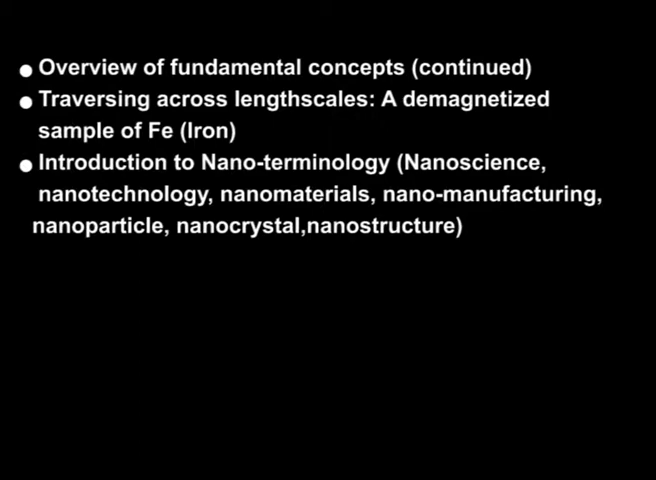 ● Overview of fundamental concepts (continued)
● Traversing across lengthscales: A demagnetized
sample of Fe (Iron)
● Introduction to Nano-terminology (Nanoscience,
nanotechnology, nanomaterials, nano-manufacturing,
nanoparticle, nanocrystal,nanostructure)